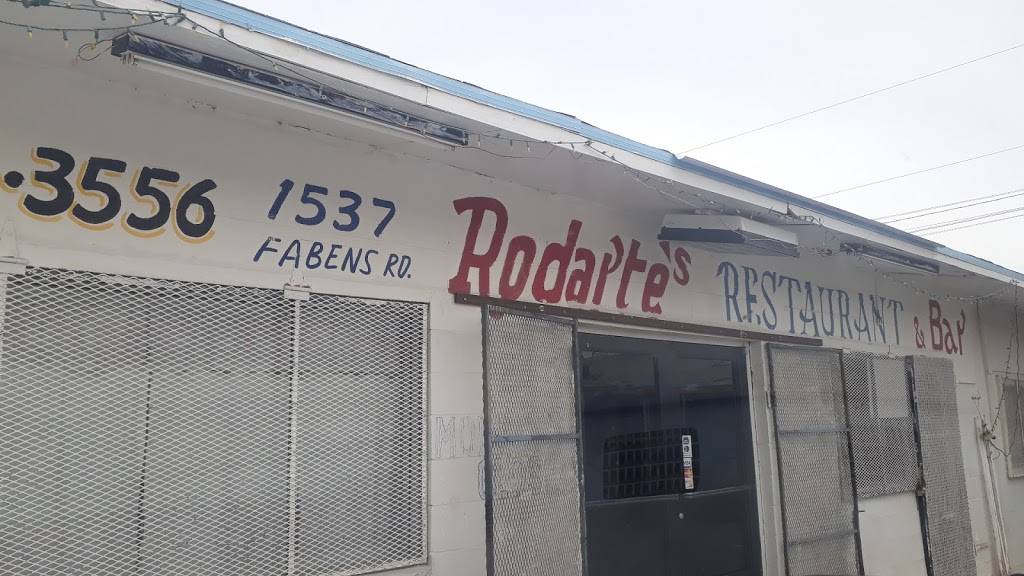 .3556
1537
FABENS RD.
Rodarte's
RESTAURANT & Bar